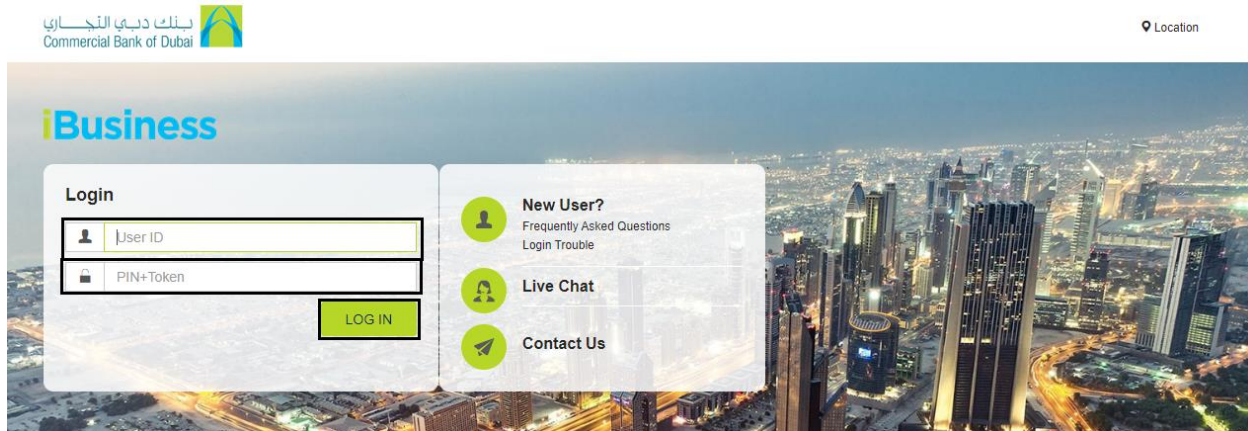 بنك دبي التجاري
Commercial Bank of Dubai
Location
iBusiness
Login
User ID
PIN+Token
LOG IN
New User?
Frequently Asked Questions
Login Trouble
Live Chat
Contact Us